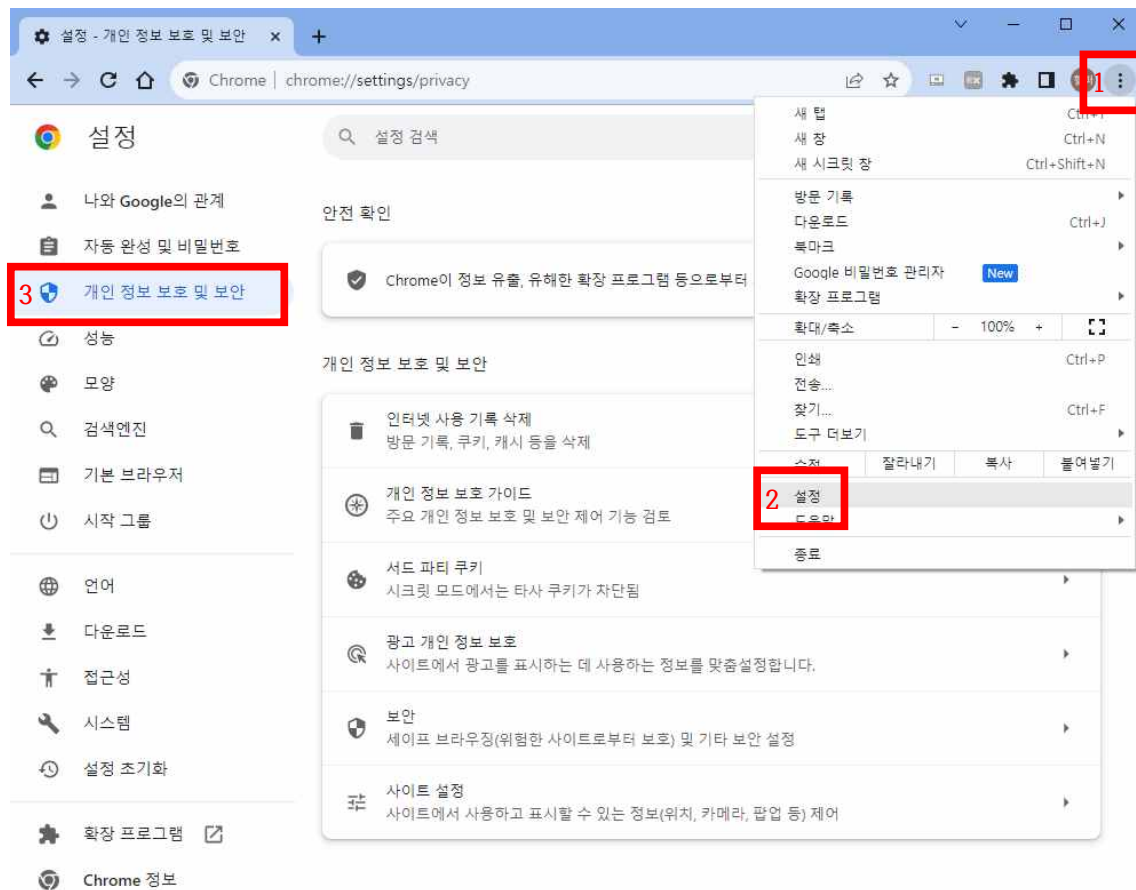 설정 - 개인 정보 보호 및 보안
Chrome
chrome://settings/privacy
1
설정
설정 검색
나와 Google의 관계
자동 완성 및 비밀번호
3
개인 정보 보호 및 보안
성능
모양
검색엔진
기본 브라우저
시작 그룹
언어
다운로드
접근성
시스템
설정 초기화
확장 프로그램
Chrome 정보
안전 확인
Chrome이 정보 유출, 유해한 확장 프로그램 등으로부터
개인 정보 보호 및 보안
인터넷 사용 기록 삭제
방문 기록, 쿠키, 캐시 등을 삭제
개인 정보 보호 가이드
주요 개인 정보 보호 및 보안 제어 기능 검토
서드 파티 쿠키
시크릿 모드에서는 타사 쿠키가 차단됨
광고 개인 정보 보호
사이트에서 광고를 표시하는 데 사용하는 정보를 맞춤설정합니다.
보안
세이프 브라우징(위험한 사이트로부터 보호) 및 기타 보안 설정
사이트 설정
사이트에서 사용하고 표시할 수 있는 정보(위치, 카메라, 팝업 등) 제어
새 탭 Ctrl+T
새 창 Ctrl+N
새 시크릿 창 Ctrl+Shift+N
방문 기록
다운로드 Ctrl+J
북마크
Google 비밀번호 관리자 New
확장 프로그램
확대/축소 - 100% +
인쇄 Ctrl+P
전송...
찾기... Ctrl+F
도구 더보기
수정 잘라내기 복사 붙여넣기
2
설정
도움말
종료